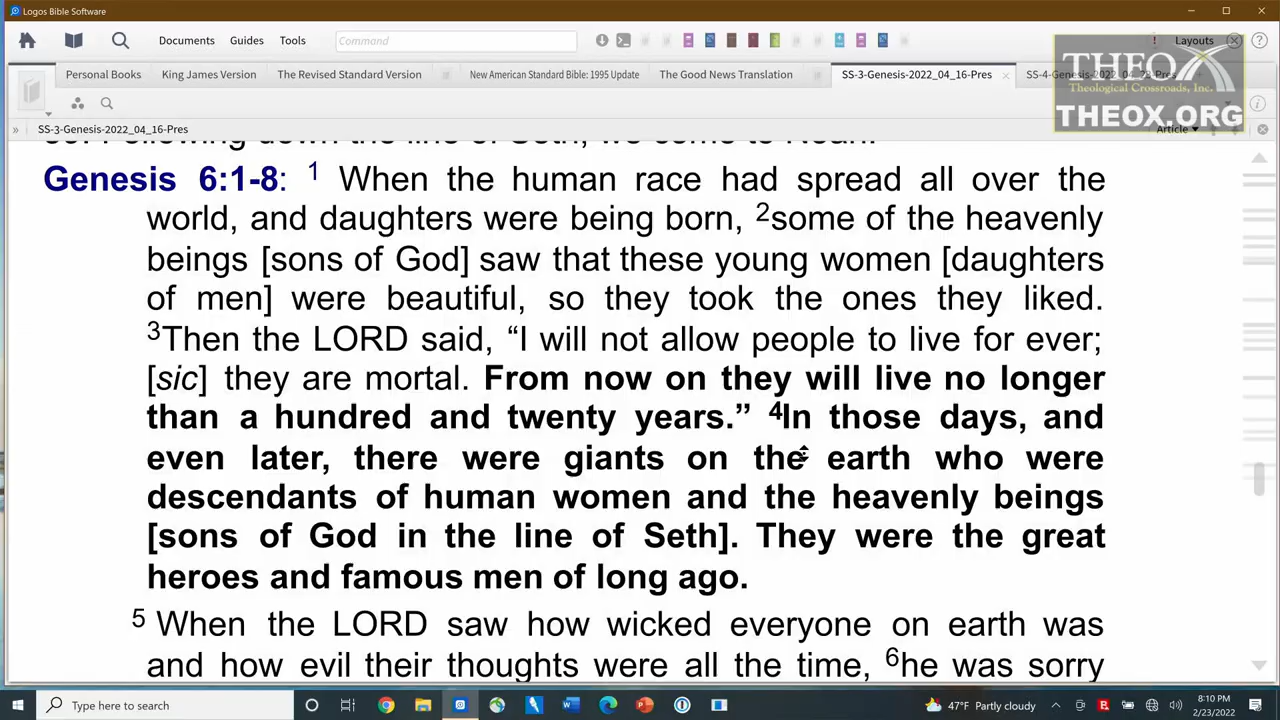 Logos Bible Software
Documents Guides Tools Command Layouts
Personal Books King James Version The Revised Standard Version New American Standard Bible: 1995 Update The Good News Translation SS-3-Genesis-2022_04_16-Pres
THEOX
Theological Crossroads, Inc.
THEOX.ORG
SS-3-Genesis-2022_04_16-Pres Article
Following down the line of Seth, we come to Noah.
Genesis 6:1-8: 1 When the human race had spread all over the
world, and daughters were being born, 2some of the heavenly
beings [sons of God] saw that these young women [daughters
of men] were beautiful, so they took the ones they liked.
3Then the LORD said, “I will not allow people to live for ever;
[sic] they are mortal. From now on they will live no longer
than a hundred and twenty years.” 4In those days, and
even later, there were giants on the earth who were
descendants of human women and the heavenly beings
[sons of God in the line of Seth]. They were the great
heroes and famous men of long ago.
5 When the LORD saw how wicked everyone on earth was
and how evil their thoughts were all the time, 6he was sorry
Type here to search 47°F Partly cloudy 8:10 PM
2/23/2022